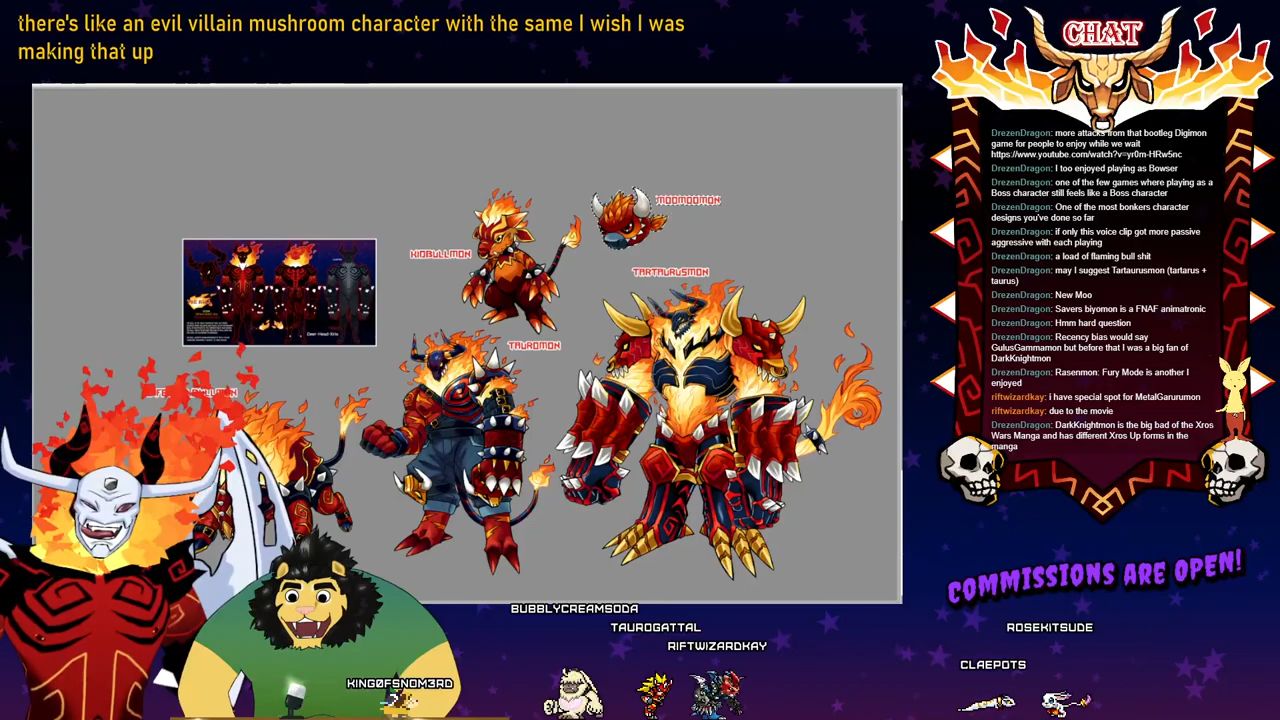 there's like an evil villain mushroom character with the same I wish I was
making that up
CHAT
DrezenDragon: more attacks from that bootleg Digimon
game for people to enjoy while we wait
https://www.youtube.com/watch?v=yr0m-HRw5nc
DrezenDragon: I too enjoyed playing as Bowser
DrezenDragon: one of the few games where playing as a
Boss character still feels like a Boss character
DrezenDragon: One of the most bonkers character
designs you've done so far
DrezenDragon: if only this voice clip got more passive
aggressive with each playing
DrezenDragon: a load of flaming bull shit
DrezenDragon: may I suggest Tartaurusmon (tartarus +
taurus)
DrezenDragon: New Moo
DrezenDragon: Savers biyomon is a FNAF animatronic
DrezenDragon: Hmm hard question
DrezenDragon: Recency bias would say
GulusGammamon but before that I was a big fan of
DarkKnightmon
DrezenDragon: Rasenmon: Fury Mode is another I
enjoyed
riftwizardkay: i have special spot for MetalGarurumon
riftwizardkay: due to the movie
DrezenDragon: DarkKnightmon is the big bad of the Xros
Wars Manga and has different Xros Up forms in the
manga
MOOMOOMON
KIDBULLMON
TARTAURUSMON
TAUROMON
COMMISSIONS ARE OPEN!
BUBBLYCREAMSODA
TAUROGATTAL
RIFTWIZARDKAY
ROSEKITSUDE
CLAEPOTS
KINGOFSNOM3RD